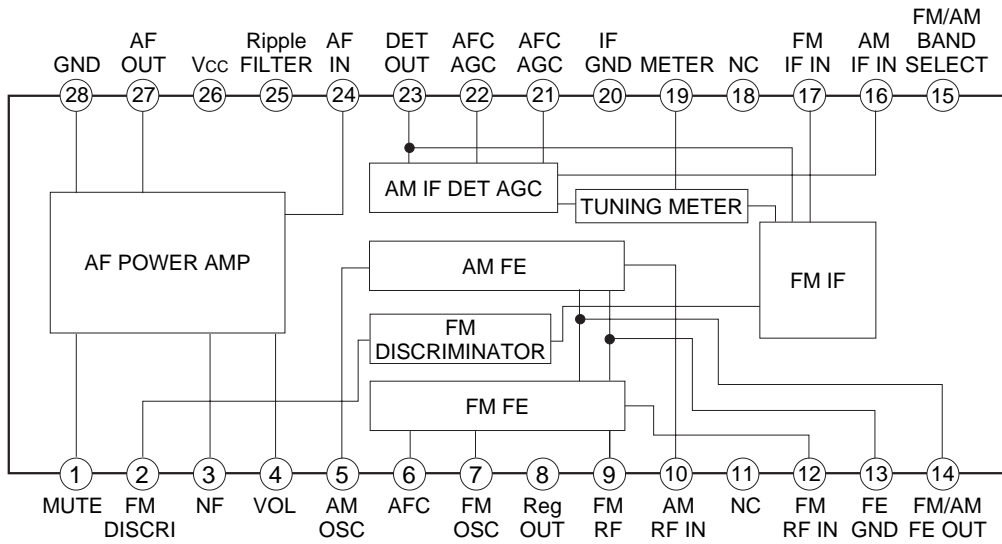 GND
AF
OUT
Vcc
Ripple
FILTER
AF
IN
DET
OUT
AFC
AGC
AFC
AGC
IF
GND
METER
NC
FM
IF IN
AM
IF IN
FM/AM
BAND
SELECT
28
27
26
25
24
23
22
21
20
19
18
17
16
15
AM IF DET AGC
TUNING METER
AF POWER AMP
AM FE
FM IF
FM
DISCRIMINATOR
FM FE
1
2
3
4
5
6
7
8
9
10
11
12
13
14
MUTE
FM
DISCRI
NF
VOL
AM
OSC
AFC
FM
OSC
Reg
OUT
FM
RF
AM
RF IN
NC
FM
RF IN
FE
GND
FM/AM
FE OUT